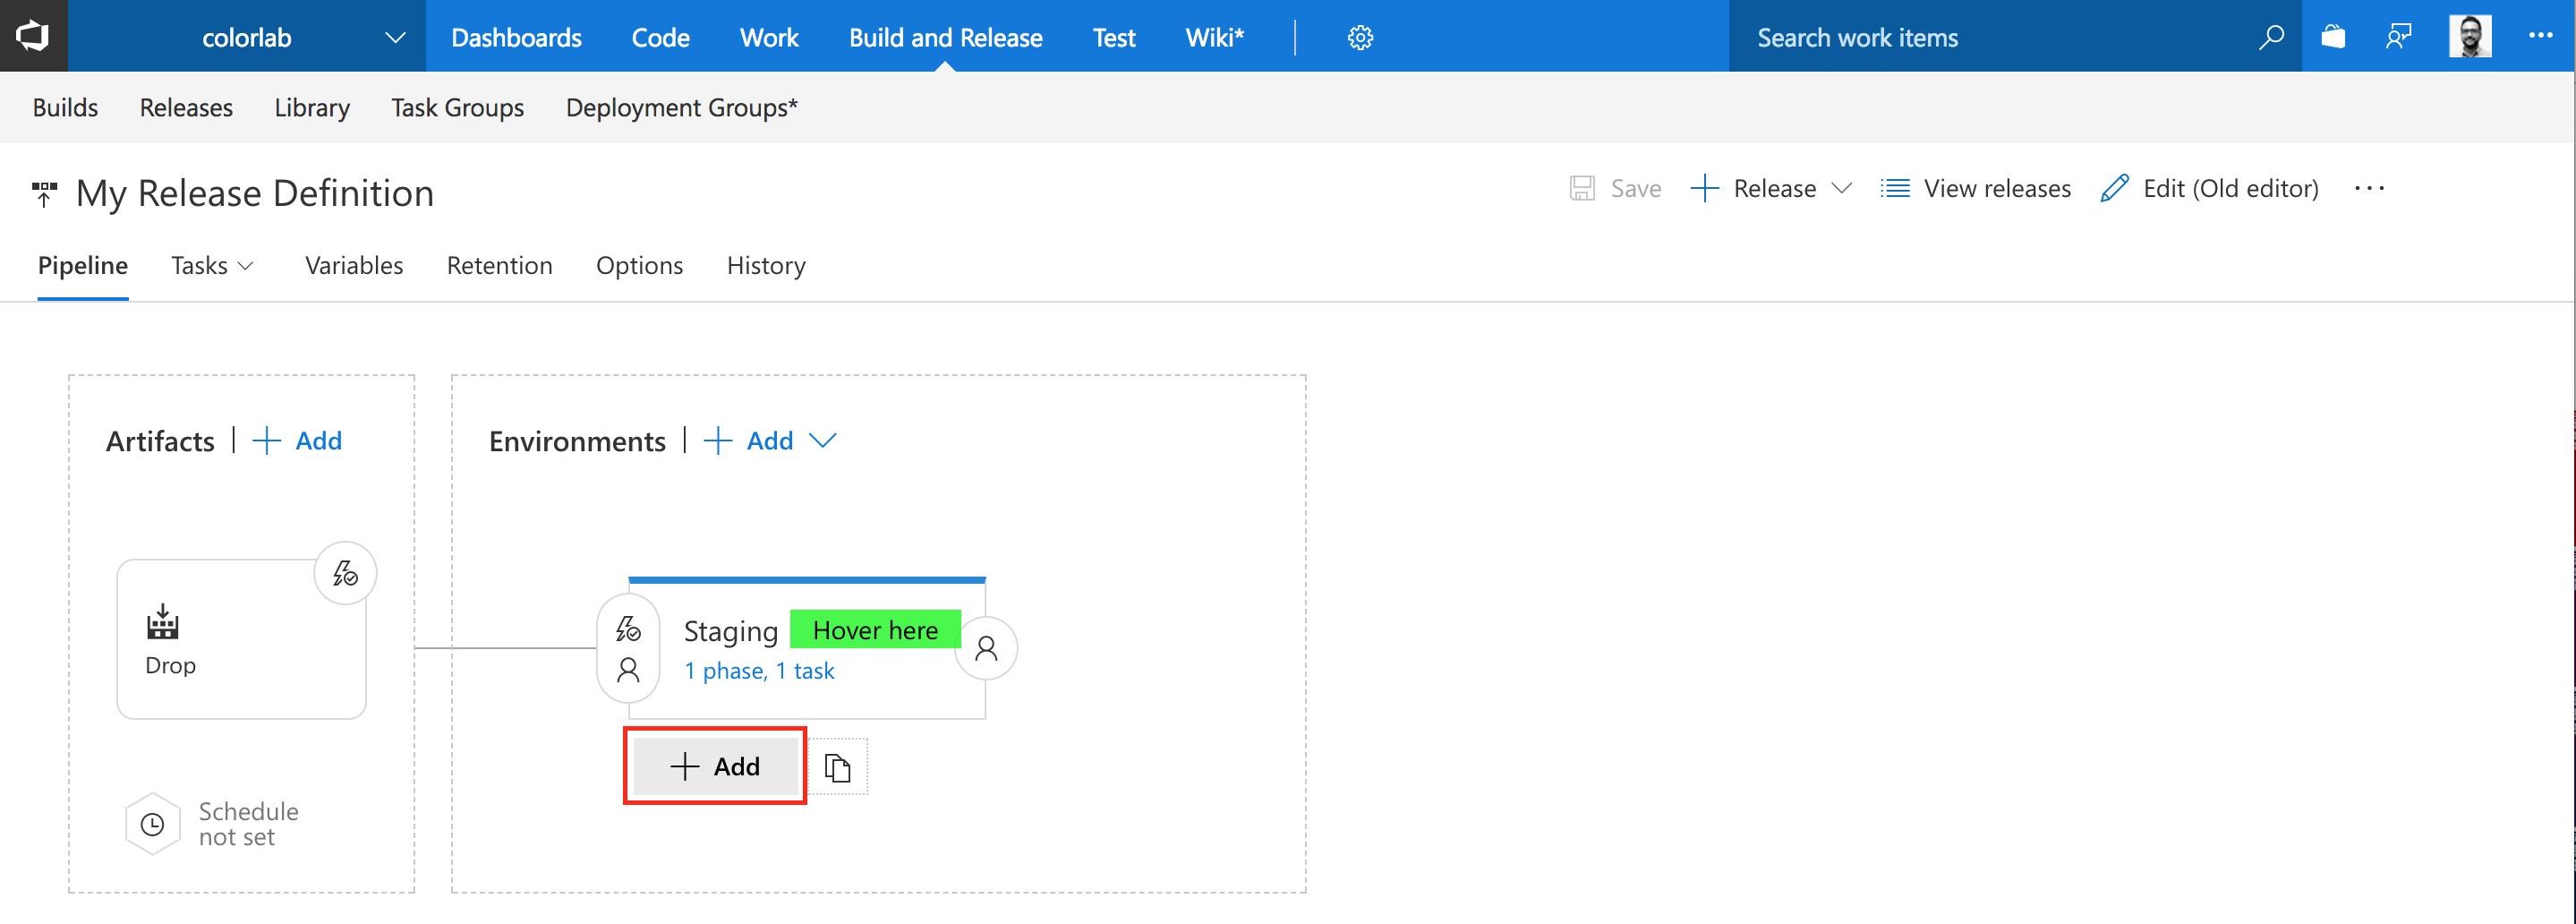 colorlab Dashboards Code Work Build and Release Test Wiki* Search work items
Builds Releases Library Task Groups Deployment Groups*
My Release Definition
Save Release View releases Edit (Old editor) ...
Pipeline Tasks Variables Retention Options History
Artifacts | + Add
Environments | + Add
Drop
Staging Hover here
1 phase, 1 task
+ Add
Schedule
not set